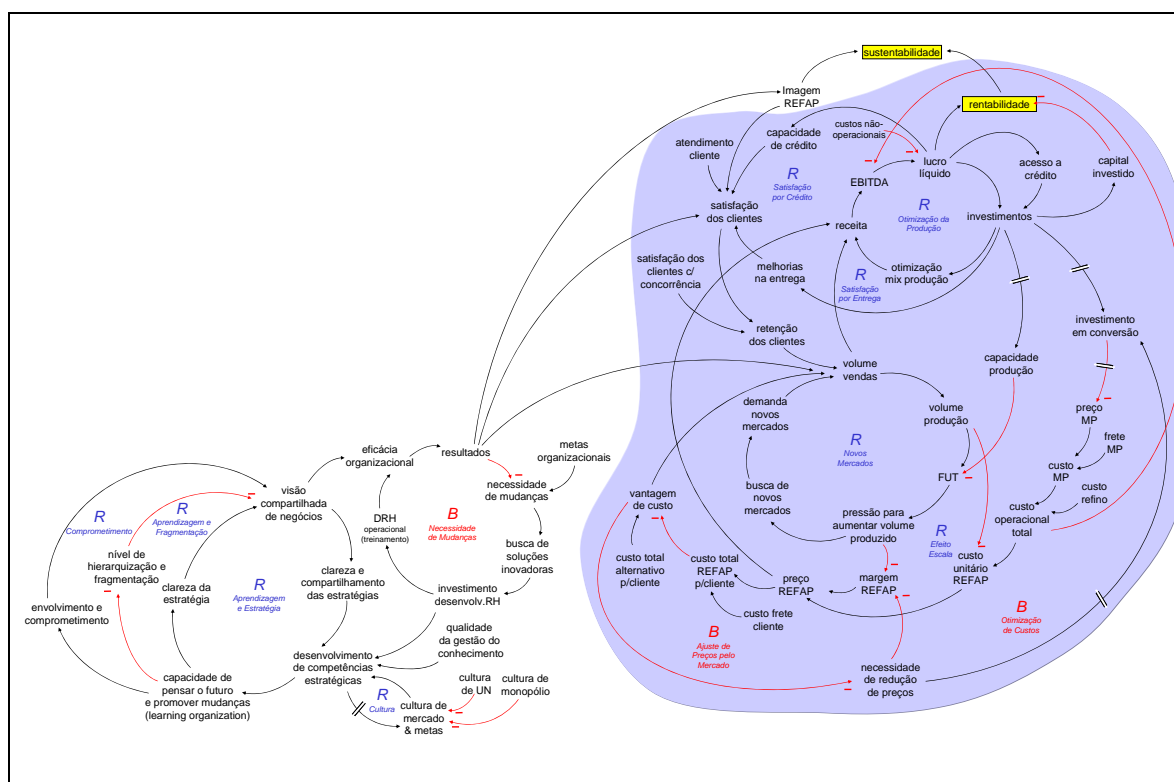 sustentabilidade
Imagem
REFAP
rentabilidade
–
custos não-
operacionais
capacidade
de crédito
atendimento
cliente
–
–
lucro
líquido
acesso a
crédito
capital
investido
R
Satisfação
por Crédito
EBITDA
R
Otimização da
Produção
satisfação
dos clientes
receita
investimentos
satisfação dos
clientes c/
concorrência
melhorias
na entrega
R
Satisfação
por Entrega
otimização
mix produção
retenção
dos clientes
investimento
em conversão
volume
vendas
capacidade
produção
demanda
novos
mercados
volume
produção
–
preço
MP
R
Novos
Mercados
frete
MP
custo
MP
FUT
–
custo
refino
busca de
novos
mercados
vantagem
de custo
–
pressão para
aumentar volume
produzido
custo
operacional
total
R
Efeito
Escala
–
custo
unitário
REFAP
custo total
alternativo
p/cliente
custo total
REFAP
p/cliente
preço
REFAP
–
margem
REFAP
–
custo frete
cliente
B
Ajuste de
Preços pelo
Mercado
B
Otimização
de Custos
–
necessidade
de redução
de preços
–
eficácia
organizacional
resultados
metas
organizacionais
–
necessidade
de mudanças
visão
compartilhada
de negócios
–
R
Comprometimento
R
Aprendizagem e
Fragmentação
DRH
operacional
(treinamento)
B
Necessidade de
Mudanças
busca de
soluções
inovadoras
nível de
hierarquização e
fragmentação
–
clareza da
estratégia
R
Aprendizagem
e Estratégia
clareza e
compartilhamento
das estratégias
investimento
desenvolv.RH
envolvimento e
comprometimento
qualidade
da gestão do
conhecimento
desenvolvimento
de competências
estratégicas
capacidade de
pensar o futuro
e promover mudanças
(learning organization)
R
Cultura
cultura
de UN
cultura de
monopólio
cultura de
mercado
& metas
–
–